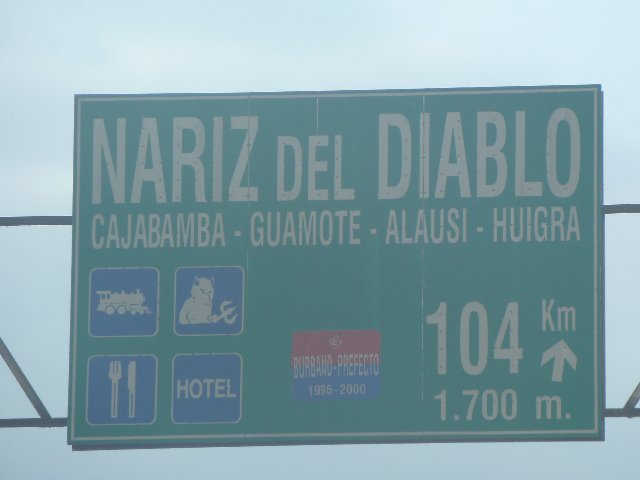 NARIZ DEL DIABLO
CAJABAMBA - GUAMOTE - ALAUSI - HUIGRA
104 Km
1.700 m.
HOTEL
BURBANO - PREFECTO
1996-2000